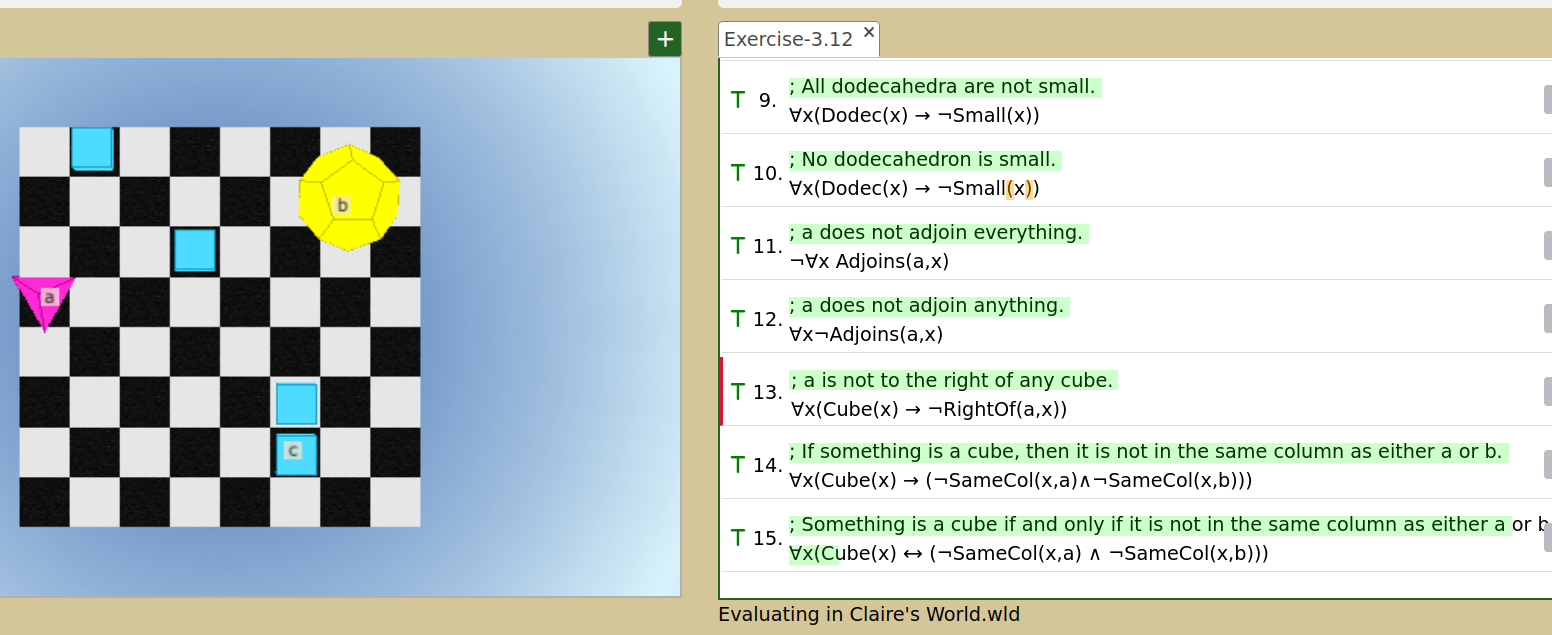 +
Exercise-3.12 ×
b
a
c
T 9. ; All dodecahedra are not small.
∀x(Dodec(x) → ¬Small(x))
T 10. ; No dodecahedron is small.
∀x(Dodec(x) → ¬Small(x))
T 11. ; a does not adjoin everything.
¬∀x Adjoins(a,x)
T 12. ; a does not adjoin anything.
∀x¬Adjoins(a,x)
T 13. ; a is not to the right of any cube.
∀x(Cube(x) → ¬RightOf(a,x))
T 14. ; If something is a cube, then it is not in the same column as either a or b.
∀x(Cube(x) → (¬SameCol(x,a)∧¬SameCol(x,b)))
T 15. ; Something is a cube if and only if it is not in the same column as either a or b
∀x(Cube(x) ↔ (¬SameCol(x,a) ∧ ¬SameCol(x,b)))
Evaluating in Claire's World.wld